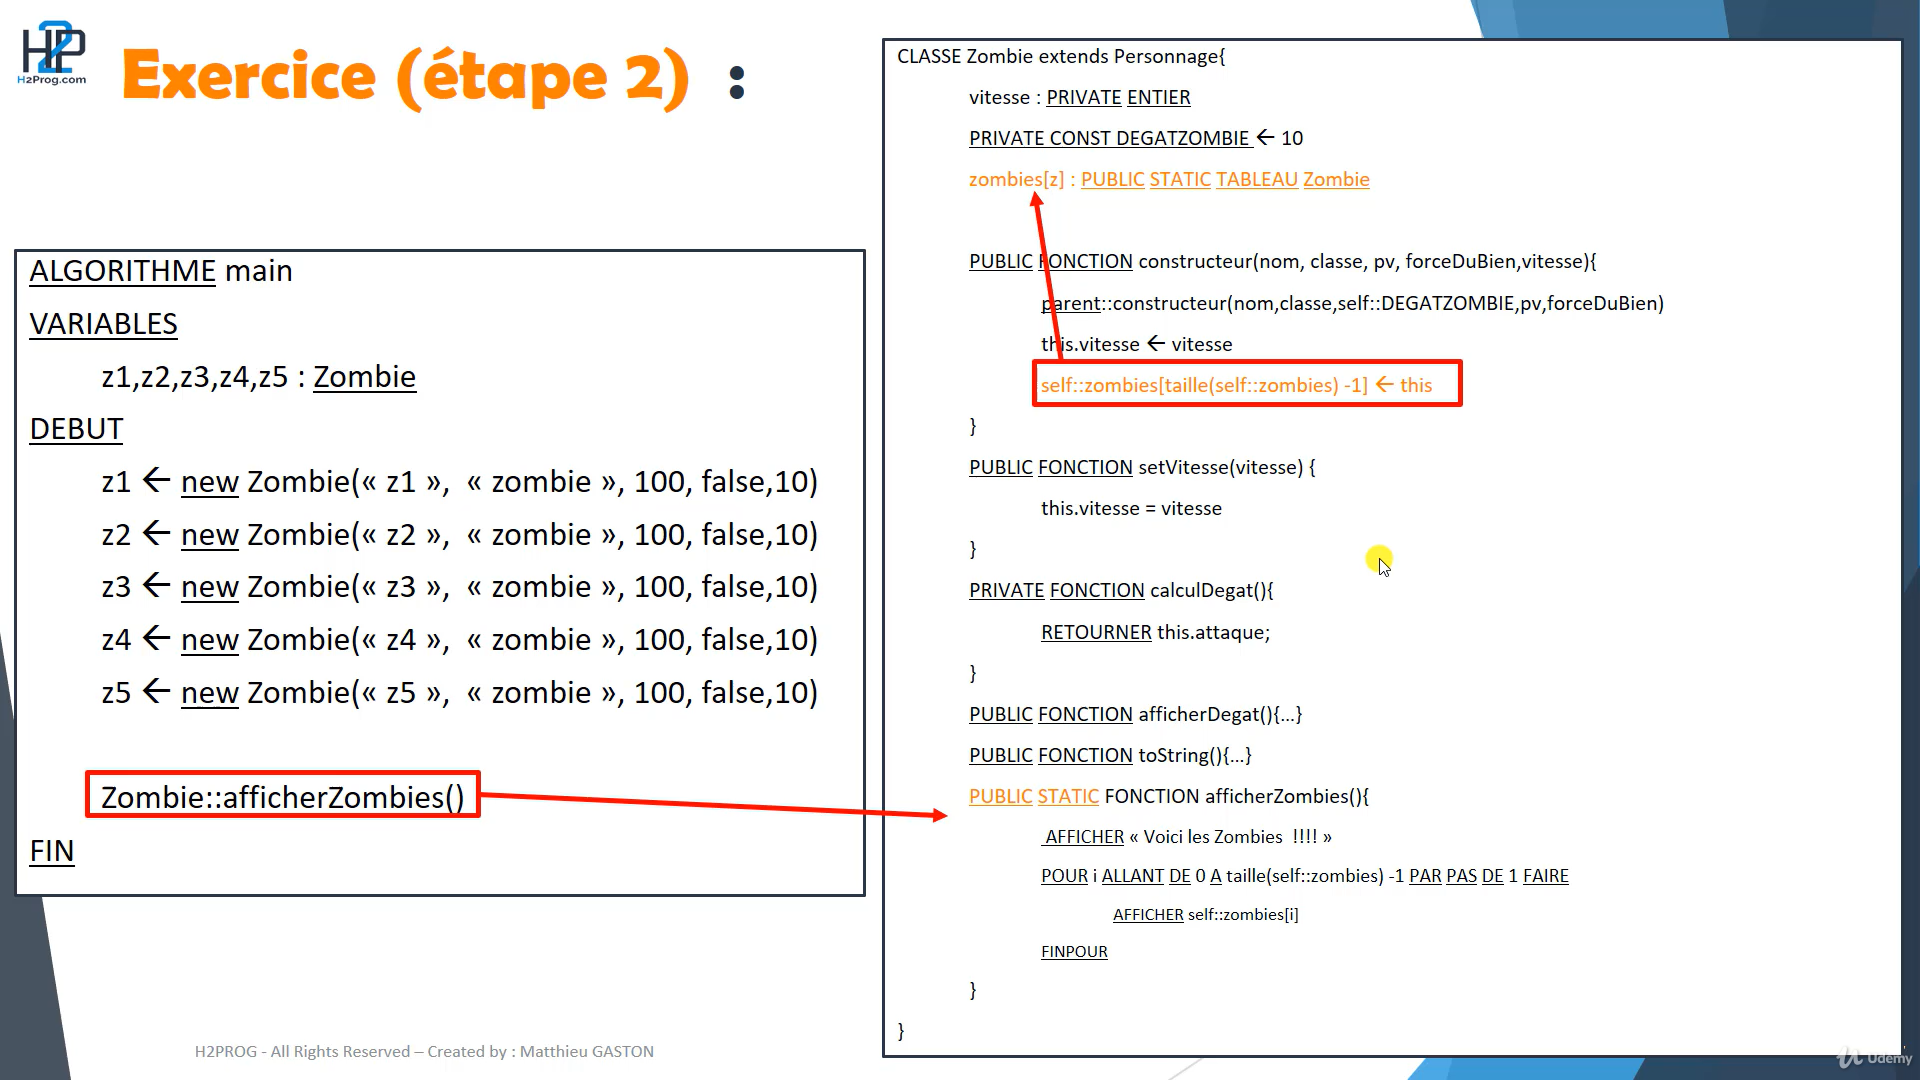 H2P
H2Prog.com
Exercice (étape 2) :
ALGORITHME main
VARIABLES
z1,z2,z3,z4,z5 : Zombie
DEBUT
z1 ← new Zombie(« z1 », « zombie », 100, false,10)
z2 ← new Zombie(« z2 », « zombie », 100, false,10)
z3 ← new Zombie(« z3 », « zombie », 100, false,10)
z4 ← new Zombie(« z4 », « zombie », 100, false,10)
z5 ← new Zombie(« z5 », « zombie », 100, false,10)
Zombie::afficherZombies()
FIN
CLASSE Zombie extends Personnage{
vitesse : PRIVATE ENTIER
PRIVATE CONST DEGATZOMBIE ← 10
zombies[z] : PUBLIC STATIC TABLEAU Zombie
PUBLIC FONCTION constructeur(nom, classe, pv, forceDuBien,vitesse){
parent::constructeur(nom,classe,self::DEGATZOMBIE,pv,forceDuBien)
this.vitesse ← vitesse
self::zombies[taille(self::zombies) -1] ← this
}
PUBLIC FONCTION setVitesse(vitesse) {
this.vitesse = vitesse
}
PRIVATE FONCTION calculDegat(){
RETOURNER this.attaque;
}
PUBLIC FONCTION afficherDegat(){...}
PUBLIC FONCTION toString(){...}
PUBLIC STATIC FONCTION afficherZombies(){
AFFICHER « Voici les Zombies !!!! »
POUR i ALLANT DE 0 A taille(self::zombies) -1 PAR PAS DE 1 FAIRE
AFFICHER self::zombies[i]
FINPOUR
}
}
H2PROG - All Rights Reserved – Created by : Matthieu GASTON
Udemy